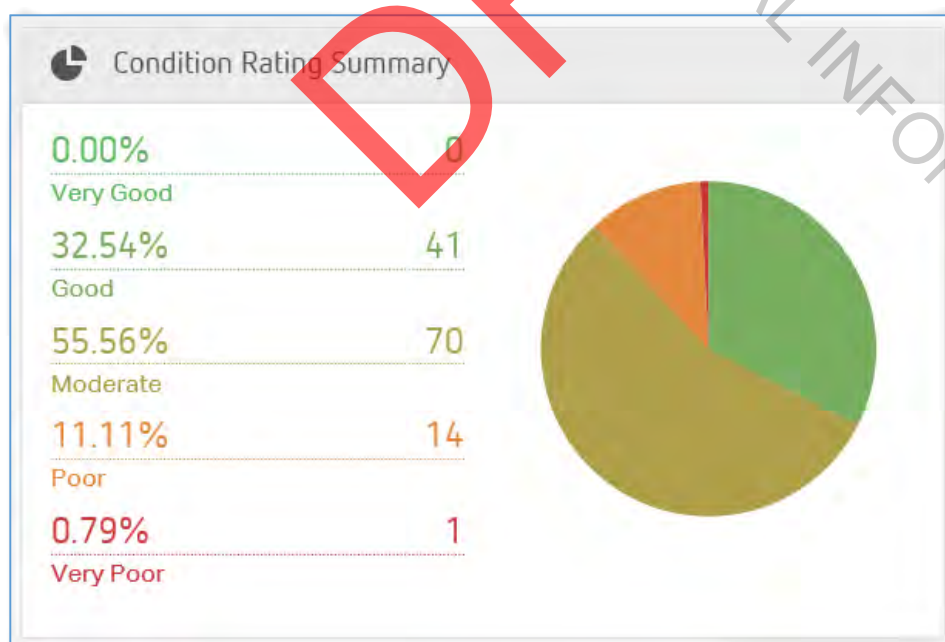 Condition Rating Summary
0.00% 0
Very Good
32.54% 41
Good
55.56% 70
Moderate
11.11% 14
Poor
0.79% 1
Very Poor